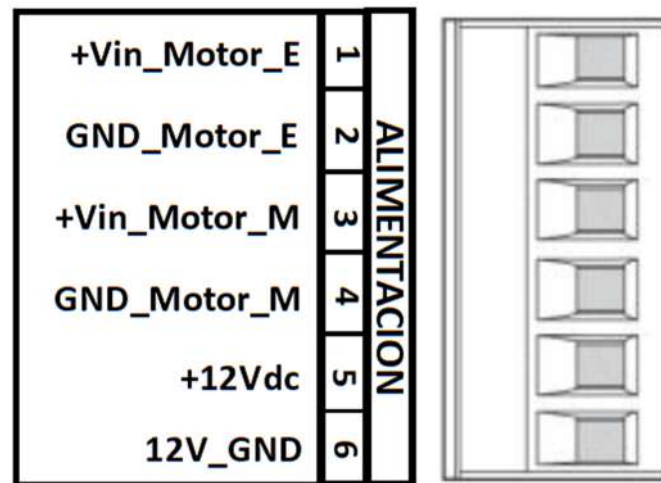 +Vin_Motor_E 1
GND_Motor_E 2
+Vin_Motor_M 3
GND_Motor_M 4
+12Vdc 5
12V_GND 6
ALIMENTACION